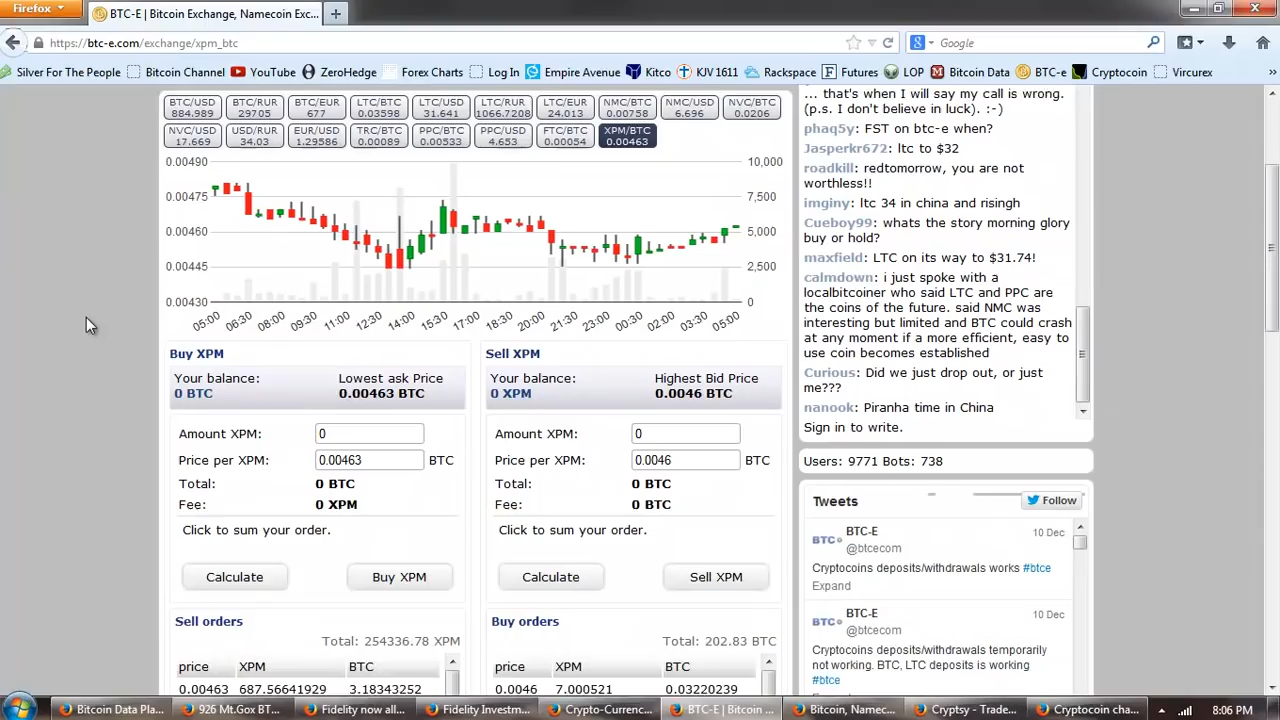 Firefox
BTC-E | Bitcoin Exchange, Namecoin Exc...
https://btc-e.com/exchange/xpm_btc
Google
Silver For The People
Bitcoin Channel
YouTube
ZeroHedge
Forex Charts
Log In
Empire Avenue
Kitco
KJV 1611
Rackspace
Futures
LOP
Bitcoin Data
BTC-e
Cryptocoin
Vircurex
»
BTC/USD 884.989
BTC/RUR 29705
BTC/EUR 677
LTC/BTC 0.03598
LTC/USD 31.641
LTC/RUR 1066.7208
LTC/EUR 24.013
NMC/BTC 0.00758
NMC/USD 6.696
NVC/BTC 0.0206
NVC/USD 17.669
USD/RUR 34.03
EUR/USD 1.29586
TRC/BTC 0.00089
PPC/BTC 0.00533
PPC/USD 4.653
FTC/BTC 0.00054
XPM/BTC 0.00463
0.00490
0.00475
0.00460
0.00445
0.00430
10,000
7,500
5,000
2,500
0
05:00 06:30 08:00 09:30 11:00 12:30 14:00 15:30 17:00 18:30 20:00 21:30 23:00 00:30 02:00 03:30 05:00
Buy XPM
Your balance: Lowest ask Price
0 BTC 0.00463 BTC
Amount XPM: 0
Price per XPM: 0.00463 BTC
Total: 0 BTC
Fee: 0 XPM
Click to sum your order.
Calculate Buy XPM
Sell XPM
Your balance: Highest Bid Price
0 XPM 0.0046 BTC
Amount XPM: 0
Price per XPM: 0.0046 BTC
Total: 0 BTC
Fee: 0 BTC
Click to sum your order.
Calculate Sell XPM
Sell orders
Total: 254336.78 XPM
price XPM BTC
0.00463 687.56641929 3.18343252
Buy orders
Total: 202.83 BTC
price XPM BTC
0.0046 7.000521 0.03220239
... that's when I will say my call is wrong.
(p.s. I don't believe in luck). :-)
phaq5y: FST on btc-e when?
Jasperkr672: ltc to $32
roadkill: redtomorrow, you are not
worthless!!
imginy: ltc 34 in china and risingh
Cueboy99: whats the story morning glory
buy or hold?
maxfield: LTC on its way to $31.74!
calmdown: i just spoke with a
localbitcoiner who said LTC and PPC are
the coins of the future. said NMC was
interesting but limited and BTC could crash
at any moment if a more efficient, easy to
use coin becomes established
Curious: Did we just drop out, or just
me???
nanook: Piranha time in China
Sign in to write.
Users: 9771 Bots: 738
Tweets
Follow
BTC-E 10 Dec
@btcecom
Cryptocoins deposits/withdrawals works #btce
Expand
BTC-E 10 Dec
@btcecom
Cryptocoins deposits/withdrawals temporarily
not working. BTC, LTC deposits is working
#btce
Bitcoin Data Pla...
926 Mt.Gox BT...
Fidelity now all...
Fidelity Investm...
Crypto-Currenc...
BTC-E | Bitcoin ...
Bitcoin, Namec...
Cryptsy - Trade...
Cryptocoin cha...
8:06 PM